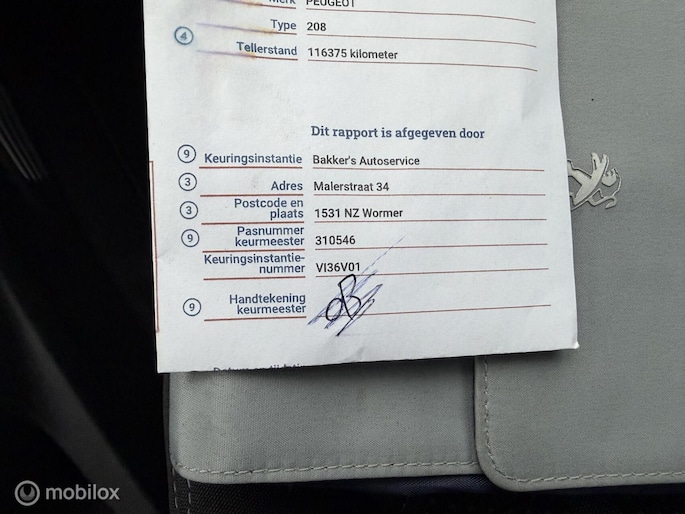 Merk PEUGEOT
Type 208
4 Tellerstand 116375 kilometer
Dit rapport is afgegeven door
9 Keuringsinstantie Bakker's Autoservice
3 Adres Malerstraat 34
3 Postcode en
plaats 1531 NZ Wormer
9 Pasnummer
keurmeester 310546
Keuringsinstantie-
nummer VI36V01
9 Handtekening
keurmeester
mobilox